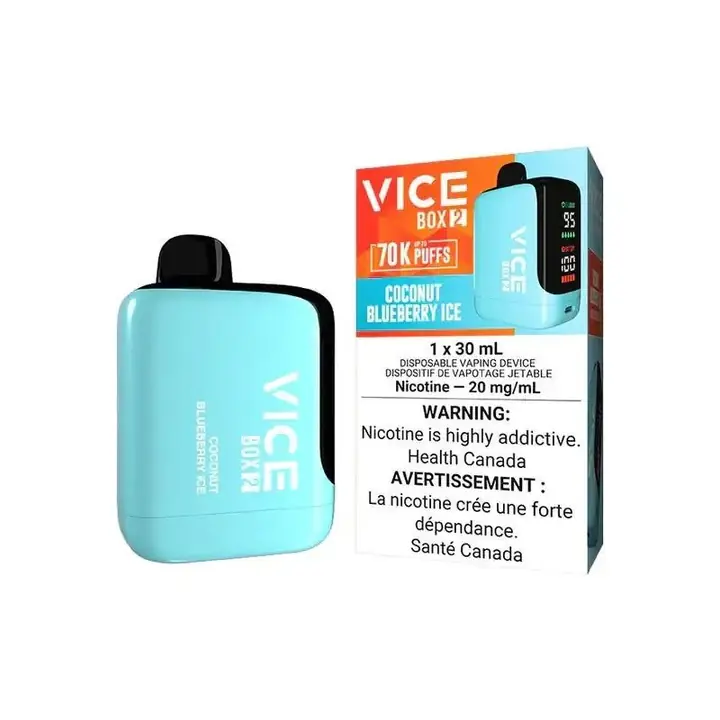 VICE
BOX 2
COCONUT
BLUEBERRY ICE
VICE
BOX 2
70K UP TO PUFFS
COCONUT
BLUEBERRY ICE
VICE
BOX 2
95
100
1 x 30 mL
DISPOSABLE VAPING DEVICE
DISPOSITIF DE VAPOTAGE JETABLE
Nicotine — 20 mg/mL
WARNING:
Nicotine is highly addictive.
Health Canada
AVERTISSEMENT :
La nicotine crée une forte
dépendance.
Santé Canada